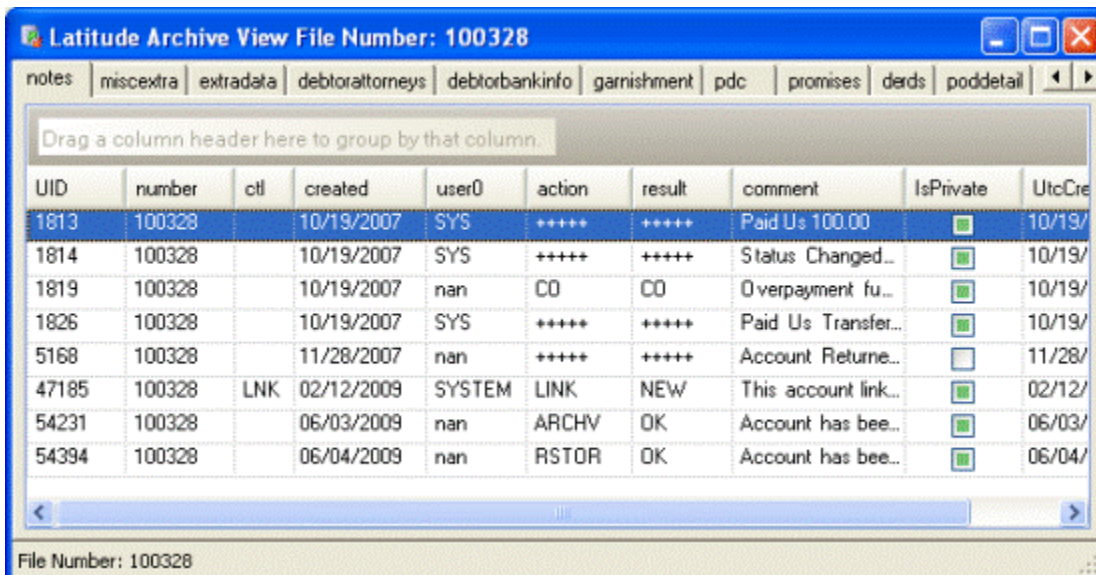 Latitude Archive View File Number: 100328
notes miscextra extradata debtorattorneys debtorbankinfo garnishment pdc promises deids poddetail
Drag a column header here to group by that column.
UID number ctl created user0 action result comment IsPrivate UtcCre
1813 100328 10/19/2007 SYS +++++ +++++ Paid Us 100.00 10/19/
1814 100328 10/19/2007 SYS +++++ +++++ Status Changed... 10/19/
1819 100328 10/19/2007 nan CO CO Overpayment fu... 10/19/
1826 100328 10/19/2007 SYS +++++ +++++ Paid Us Transfer... 10/19/
5168 100328 11/28/2007 nan +++++ +++++ Account Returne... 11/28/
47185 100328 LNK 02/12/2009 SYSTEM LINK NEW This account link... 02/12/
54231 100328 06/03/2009 nan ARCHV OK Account has bee... 06/03/
54394 100328 06/04/2009 nan RSTOR OK Account has bee... 06/04/
File Number: 100328